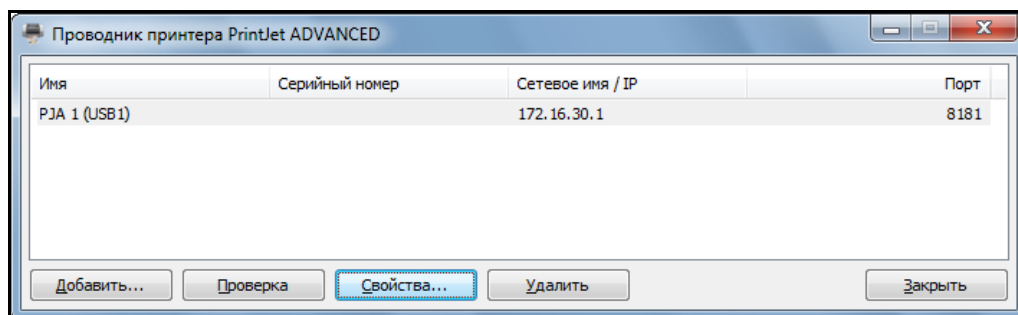 Проводник принтера PrintJet ADVANCED
Имя Серийный номер Сетевое имя / IP Порт
PJA 1 (USB1) 172.16.30.1 8181
Добавить... Проверка Свойства... Удалить Закрыть